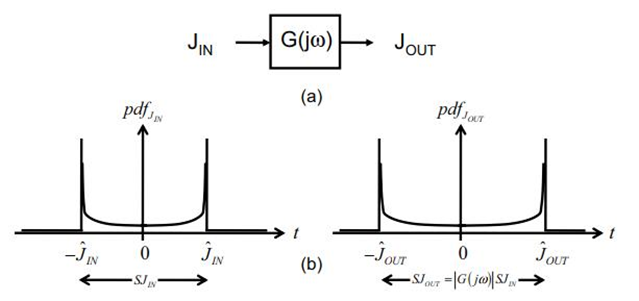 J_IN G(jω) J_OUT
(a)
pdf_{J_IN} pdf_{J_OUT}
t t
−Ĵ_IN 0 Ĵ_IN (b) −Ĵ_OUT 0 Ĵ_OUT
SJ_IN SJ_OUT = |G(jω)|SJ_IN